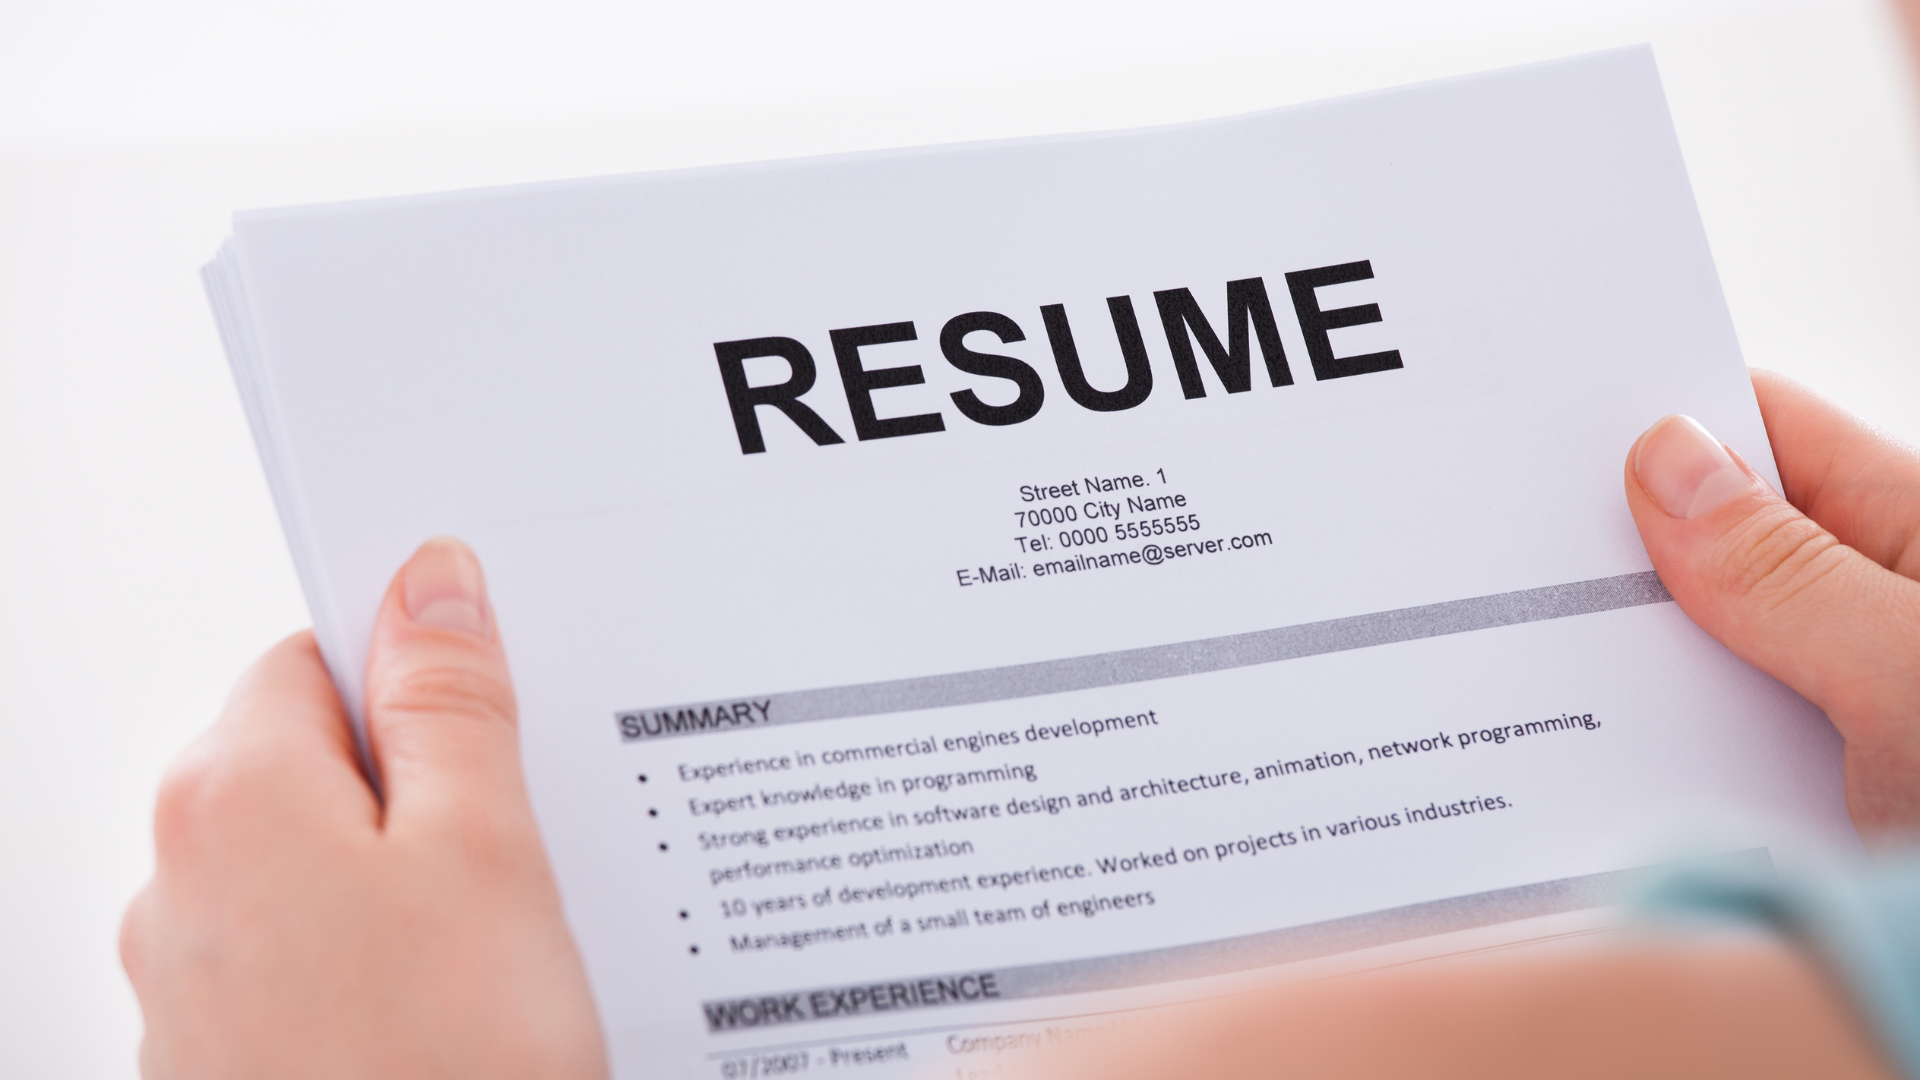 RESUME
Street Name. 1
70000 City Name
Tel: 0000 5555555
E-Mail: emailname@server.com
SUMMARY
• Experience in commercial engines development
• Expert knowledge in programming
• Strong experience in software design and architecture, animation, network programming,
performance optimization
• 10 years of development experience. Worked on projects in various industries.
• Management of a small team of engineers
WORK EXPERIENCE
07/2007 - Present Company Name